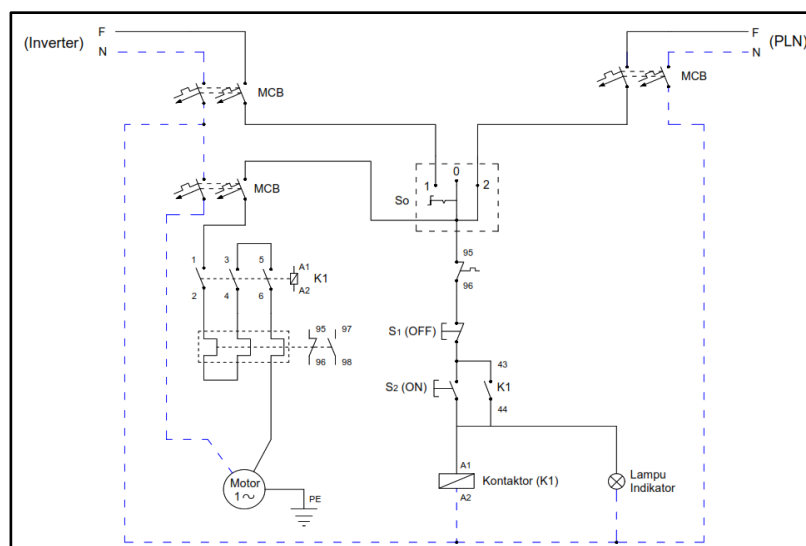 F
(Inverter)
N
F
(PLN)
N
MCB
MCB
0
1
2
So
MCB
95
96
1
3
5
A1
K1
A2
2
4
6
95
97
96
98
S1 (OFF)
43
S2 (ON)
K1
44
A1
Kontaktor (K1)
A2
Lampu
Indikator
Motor
1
PE